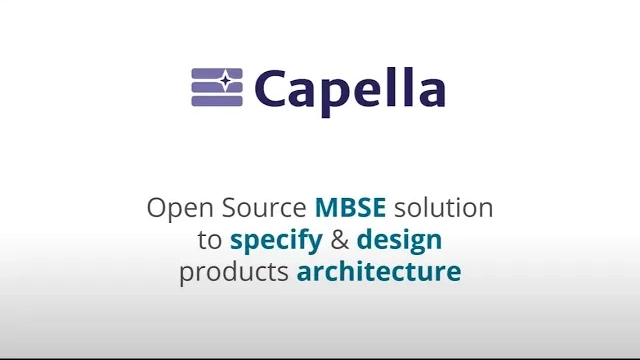 Capella
Open Source MBSE solution
to specify & design
products architecture